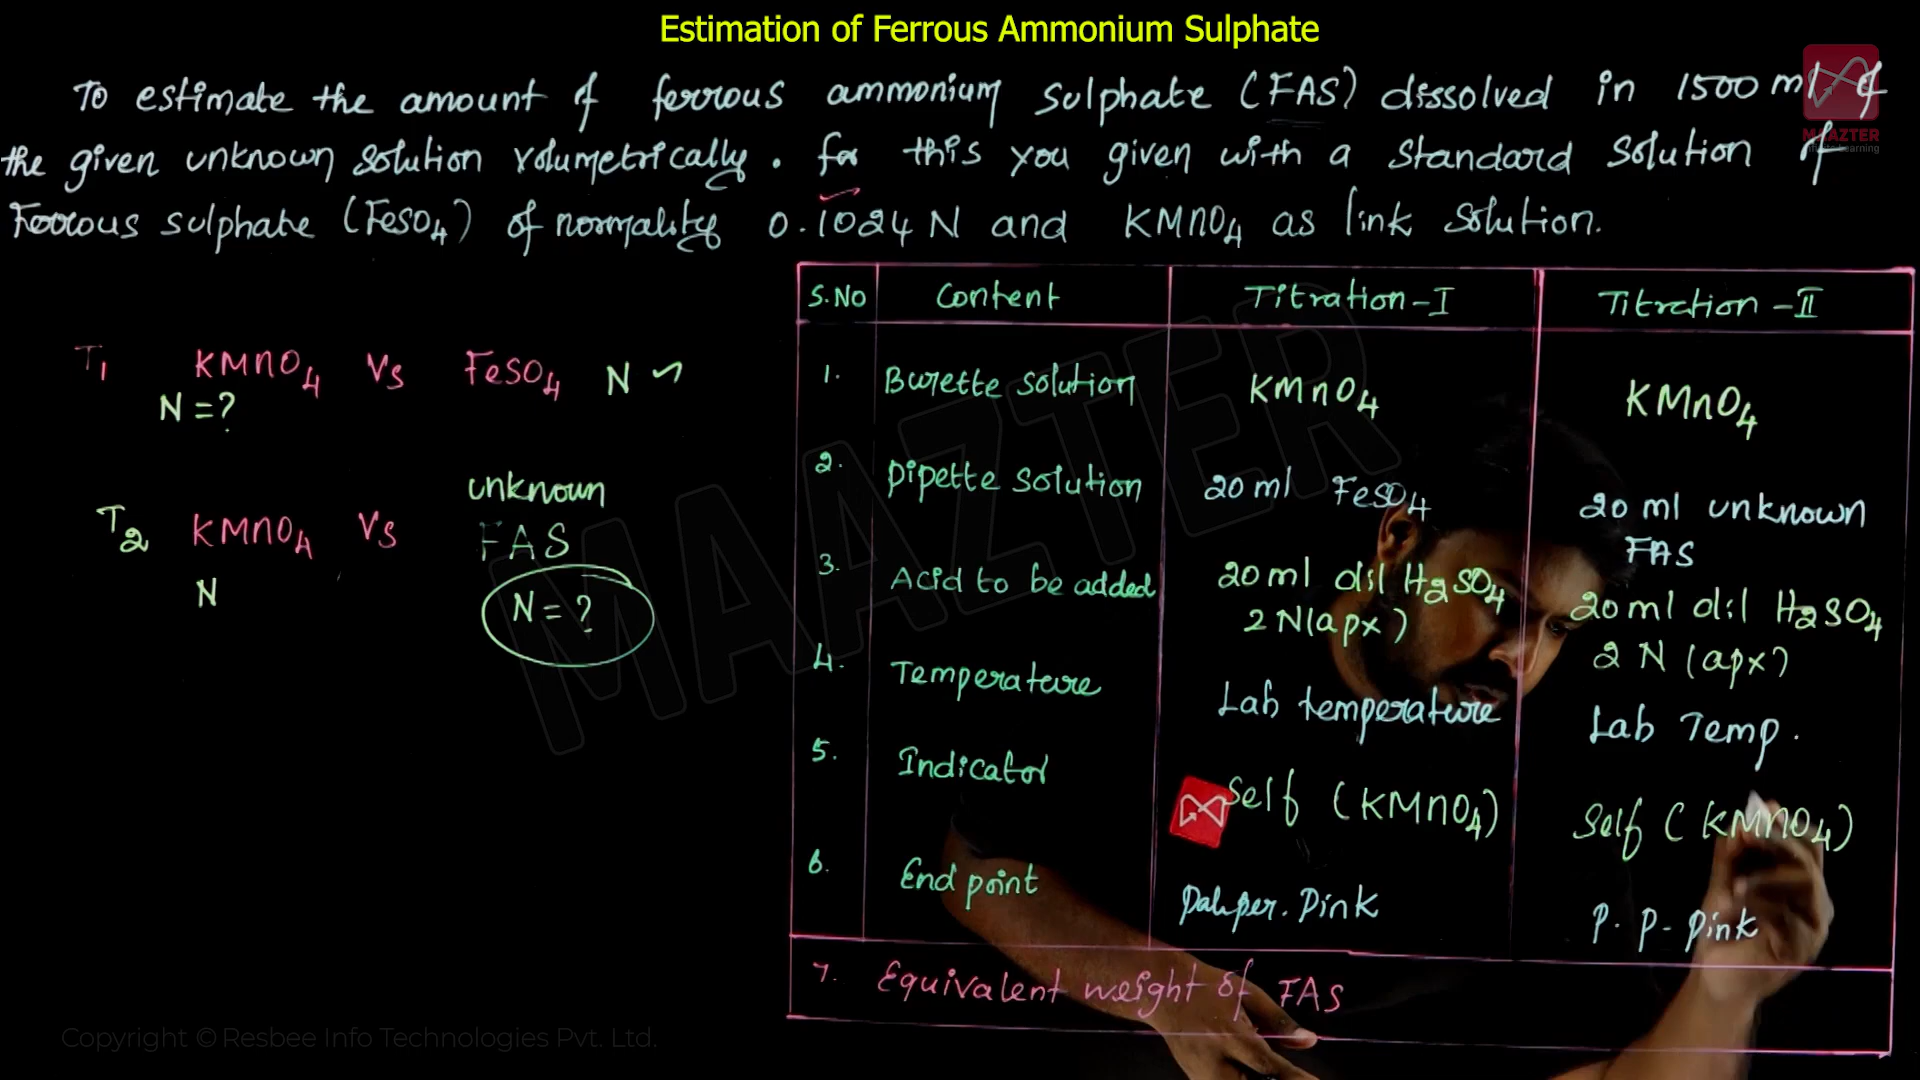 Estimation of Ferrous Ammonium Sulphate
To estimate the amount of ferrous ammonium sulphate (FAS) dissolved in 1500 ml of
the given unknown solution volumetrically. for this you given with a standard solution of
Ferrous sulphate (FeSO4) of normality 0.1024 N and KMnO4 as link solution.
MAAZTER
S.No Content Titration-I Titration-II
T1 KMnO4 Vs FeSO4 N
N=?
1. Burette solution KMnO4 KMnO4
unknown
T2 KMnO4 Vs FAS
N N=?
2. Pipette solution 20 ml FeSO4 20 ml unknown
FAS
3. Acid to be added 20 ml dil H2SO4 20 ml dil H2SO4
2 N(apx) 2 N (apx)
4. Temperature Lab temperature Lab Temp.
5. Indicator Self (KMnO4) Self (KMnO4)
6. End point Pink P. P- Pink
7. Equivalent weight of FAS
MAAZTER
Copyright © Resbee Info Technologies Pvt. Ltd.